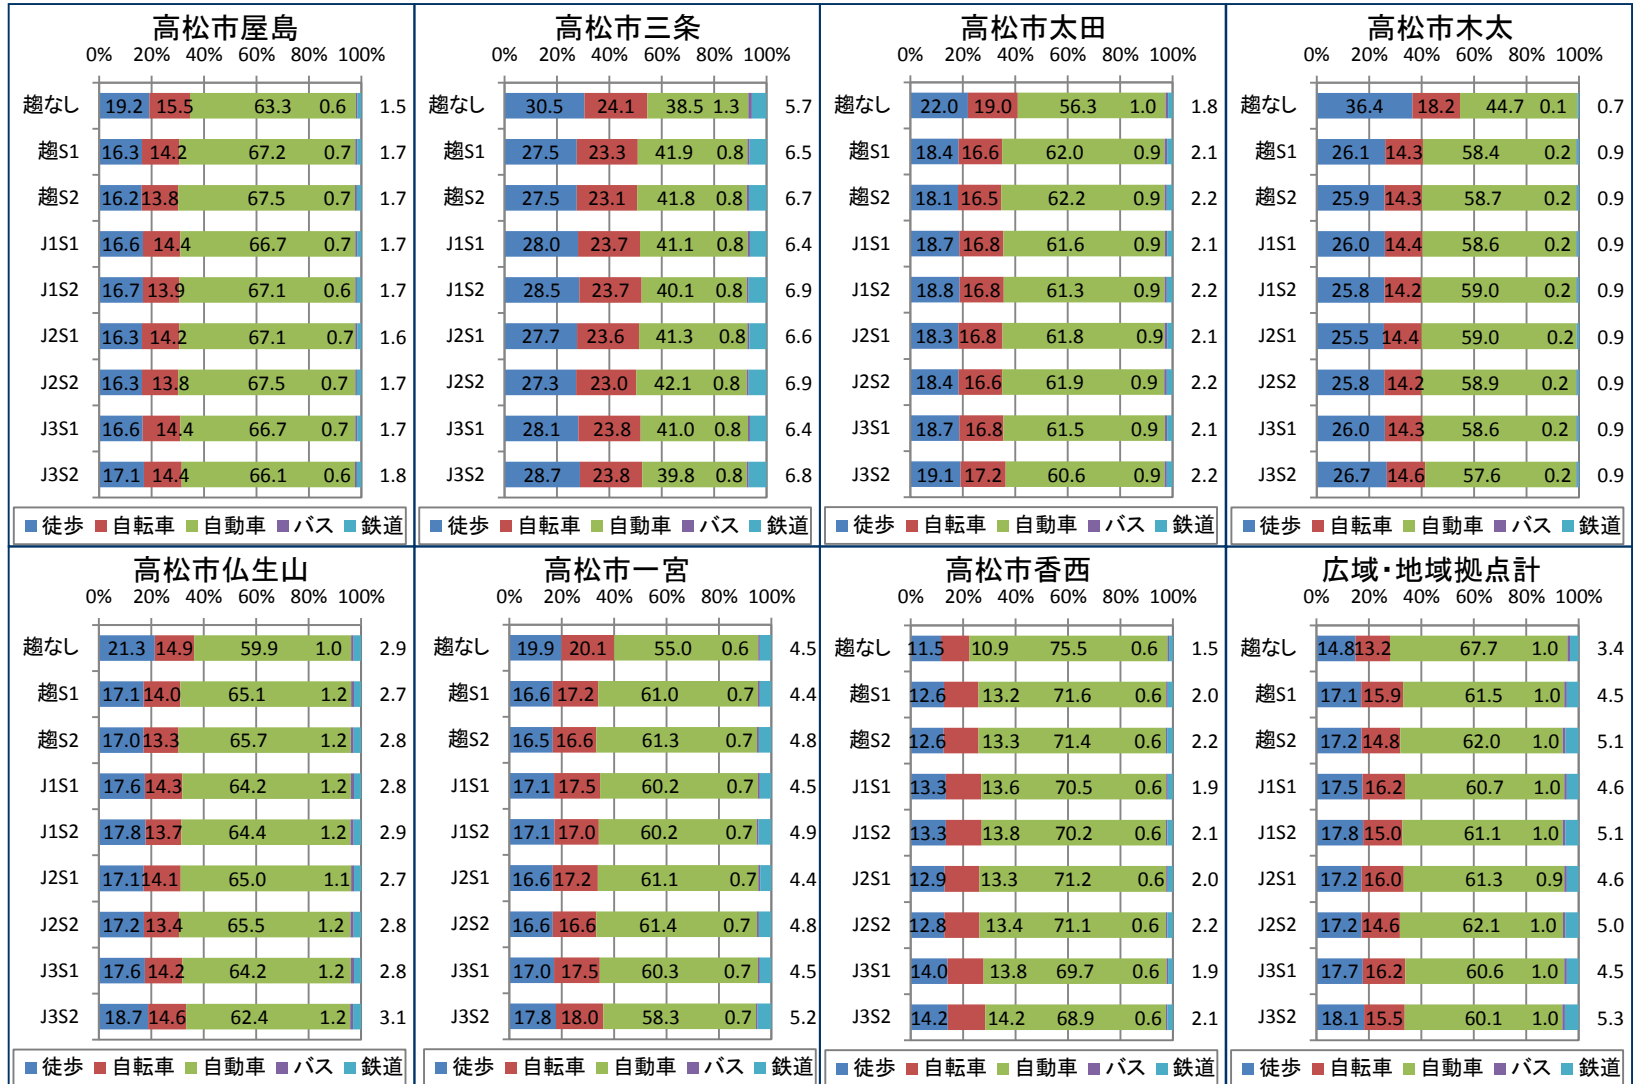 高松市屋島
0% 20% 40% 60% 80% 100%
趨なし 19.2 15.5 63.3 0.6 1.5
趨S1 16.3 14.2 67.2 0.7 1.7
趨S2 16.2 13.8 67.5 0.7 1.7
J1S1 16.6 14.4 66.7 0.7 1.7
J1S2 16.7 13.9 67.1 0.6 1.7
J2S1 16.3 14.2 67.1 0.7 1.6
J2S2 16.3 13.8 67.5 0.7 1.7
J3S1 16.6 14.4 66.7 0.7 1.7
J3S2 17.1 14.4 66.1 0.6 1.8
徒歩 自転車 自動車 バス 鉄道
高松市三条
0% 20% 40% 60% 80% 100%
趨なし 30.5 24.1 38.5 1.3 5.7
趨S1 27.5 23.3 41.9 0.8 6.5
趨S2 27.5 23.1 41.8 0.8 6.7
J1S1 28.0 23.7 41.1 0.8 6.4
J1S2 28.5 23.7 40.1 0.8 6.9
J2S1 27.7 23.6 41.3 0.8 6.6
J2S2 27.3 23.0 42.1 0.8 6.9
J3S1 28.1 23.8 41.0 0.8 6.4
J3S2 28.7 23.8 39.8 0.8 6.8
徒歩 自転車 自動車 バス 鉄道
高松市太田
0% 20% 40% 60% 80% 100%
趨なし 22.0 19.0 56.3 1.0 1.8
趨S1 18.4 16.6 62.0 0.9 2.1
趨S2 18.1 16.5 62.2 0.9 2.2
J1S1 18.7 16.8 61.6 0.9 2.1
J1S2 18.8 16.8 61.3 0.9 2.2
J2S1 18.3 16.8 61.8 0.9 2.1
J2S2 18.4 16.6 61.9 0.9 2.2
J3S1 18.7 16.8 61.5 0.9 2.1
J3S2 19.1 17.2 60.6 0.9 2.2
徒歩 自転車 自動車 バス 鉄道
高松市木太
0% 20% 40% 60% 80% 100%
趨なし 36.4 18.2 44.7 0.1 0.7
趨S1 26.1 14.3 58.4 0.2 0.9
趨S2 25.9 14.3 58.7 0.2 0.9
J1S1 26.0 14.4 58.6 0.2 0.9
J1S2 25.8 14.2 59.0 0.2 0.9
J2S1 25.5 14.4 59.0 0.2 0.9
J2S2 25.8 14.2 58.9 0.2 0.9
J3S1 26.0 14.3 58.6 0.2 0.9
J3S2 26.7 14.6 57.6 0.2 0.9
徒歩 自転車 自動車 バス 鉄道
高松市仏生山
0% 20% 40% 60% 80% 100%
趨なし 21.3 14.9 59.9 1.0 2.9
趨S1 17.1 14.0 65.1 1.2 2.7
趨S2 17.0 13.3 65.7 1.2 2.8
J1S1 17.6 14.3 64.2 1.2 2.8
J1S2 17.8 13.7 64.4 1.2 2.9
J2S1 17.1 14.1 65.0 1.1 2.7
J2S2 17.2 13.4 65.5 1.2 2.8
J3S1 17.6 14.2 64.2 1.2 2.8
J3S2 18.7 14.6 62.4 1.2 3.1
徒歩 自転車 自動車 バス 鉄道
高松市一宮
0% 20% 40% 60% 80% 100%
趨なし 19.9 20.1 55.0 0.6 4.5
趨S1 16.6 17.2 61.0 0.7 4.4
趨S2 16.5 16.6 61.3 0.7 4.8
J1S1 17.1 17.5 60.2 0.7 4.5
J1S2 17.1 17.0 60.2 0.7 4.9
J2S1 16.6 17.2 61.1 0.7 4.4
J2S2 16.6 16.6 61.4 0.7 4.8
J3S1 17.0 17.5 60.3 0.7 4.5
J3S2 17.8 18.0 58.3 0.7 5.2
徒歩 自転車 自動車 バス 鉄道
高松市香西
0% 20% 40% 60% 80% 100%
趨なし 11.5 10.9 75.5 0.6 1.5
趨S1 12.6 13.2 71.6 0.6 2.0
趨S2 12.6 13.3 71.4 0.6 2.2
J1S1 13.3 13.6 70.5 0.6 1.9
J1S2 13.3 13.8 70.2 0.6 2.1
J2S1 12.9 13.3 71.2 0.6 2.0
J2S2 12.8 13.4 71.1 0.6 2.2
J3S1 14.0 13.8 69.7 0.6 1.9
J3S2 14.2 14.2 68.9 0.6 2.1
徒歩 自転車 自動車 バス 鉄道
広域・地域拠点計
0% 20% 40% 60% 80% 100%
趨なし 14.8 13.2 67.7 1.0 3.4
趨S1 17.1 15.9 61.5 1.0 4.5
趨S2 17.2 14.8 62.0 1.0 5.1
J1S1 17.5 16.2 60.7 1.0 4.6
J1S2 17.8 15.0 61.1 1.0 5.1
J2S1 17.2 16.0 61.3 0.9 4.6
J2S2 17.2 14.6 62.1 1.0 5.0
J3S1 17.7 16.2 60.6 1.0 4.5
J3S2 18.1 15.5 60.1 1.0 5.3
徒歩 自転車 自動車 バス 鉄道